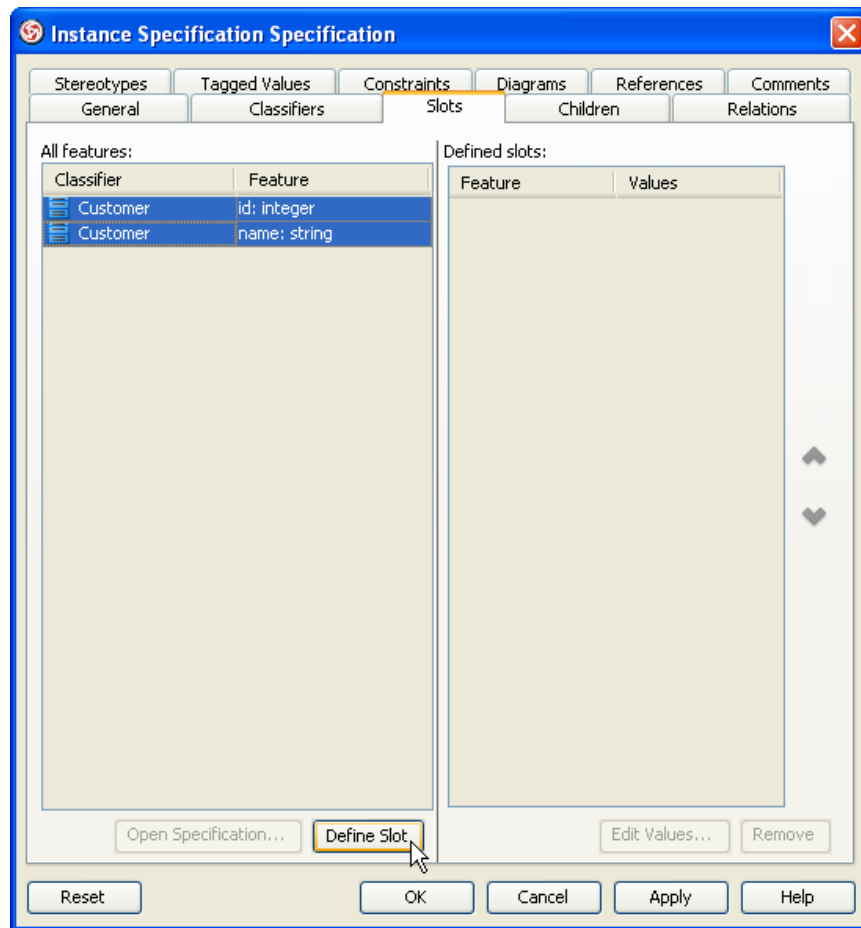 Instance Specification Specification
Stereotypes Tagged Values Constraints Diagrams References Comments
General Classifiers Slots Children Relations
All features: Defined slots:
Classifier Feature Feature Values
Customer id: integer
Customer name: string
Open Specification... Define Slot Edit Values... Remove
Reset OK Cancel Apply Help